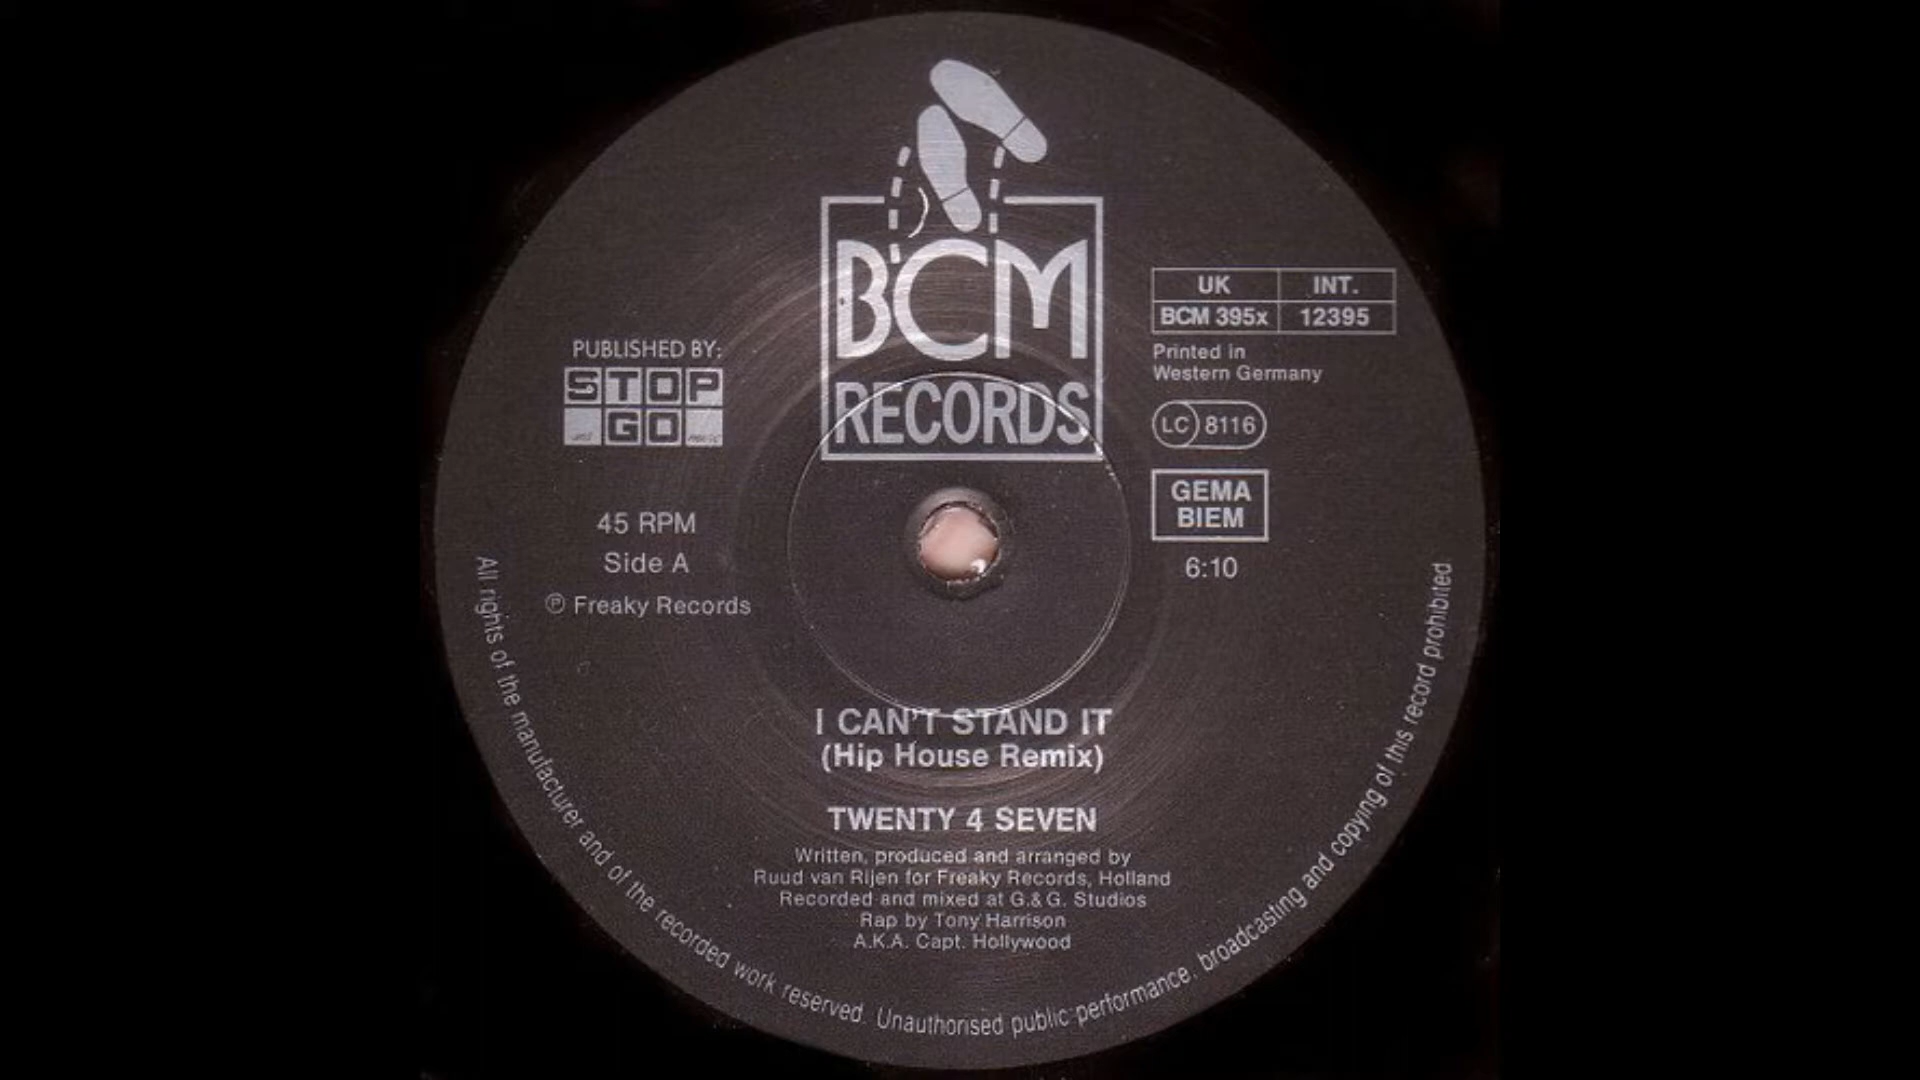 BCM
RECORDS
PUBLISHED BY:
STOP
GO
UK INT.
BCM 395x 12395
Printed in
Western Germany
LC 8116
GEMA
BIEM
6:10
45 RPM
Side A
℗ Freaky Records
I CAN'T STAND IT
(Hip House Remix)
TWENTY 4 SEVEN
Written, produced and arranged by
Ruud van Rijen for Freaky Records, Holland
Recorded and mixed at G.&G. Studios
Rap by Tony Harrison
A.K.A. Capt. Hollywood
All rights of the manufacturer and of the recorded work reserved. Unauthorised public performance, broadcasting and copying of this record prohibited